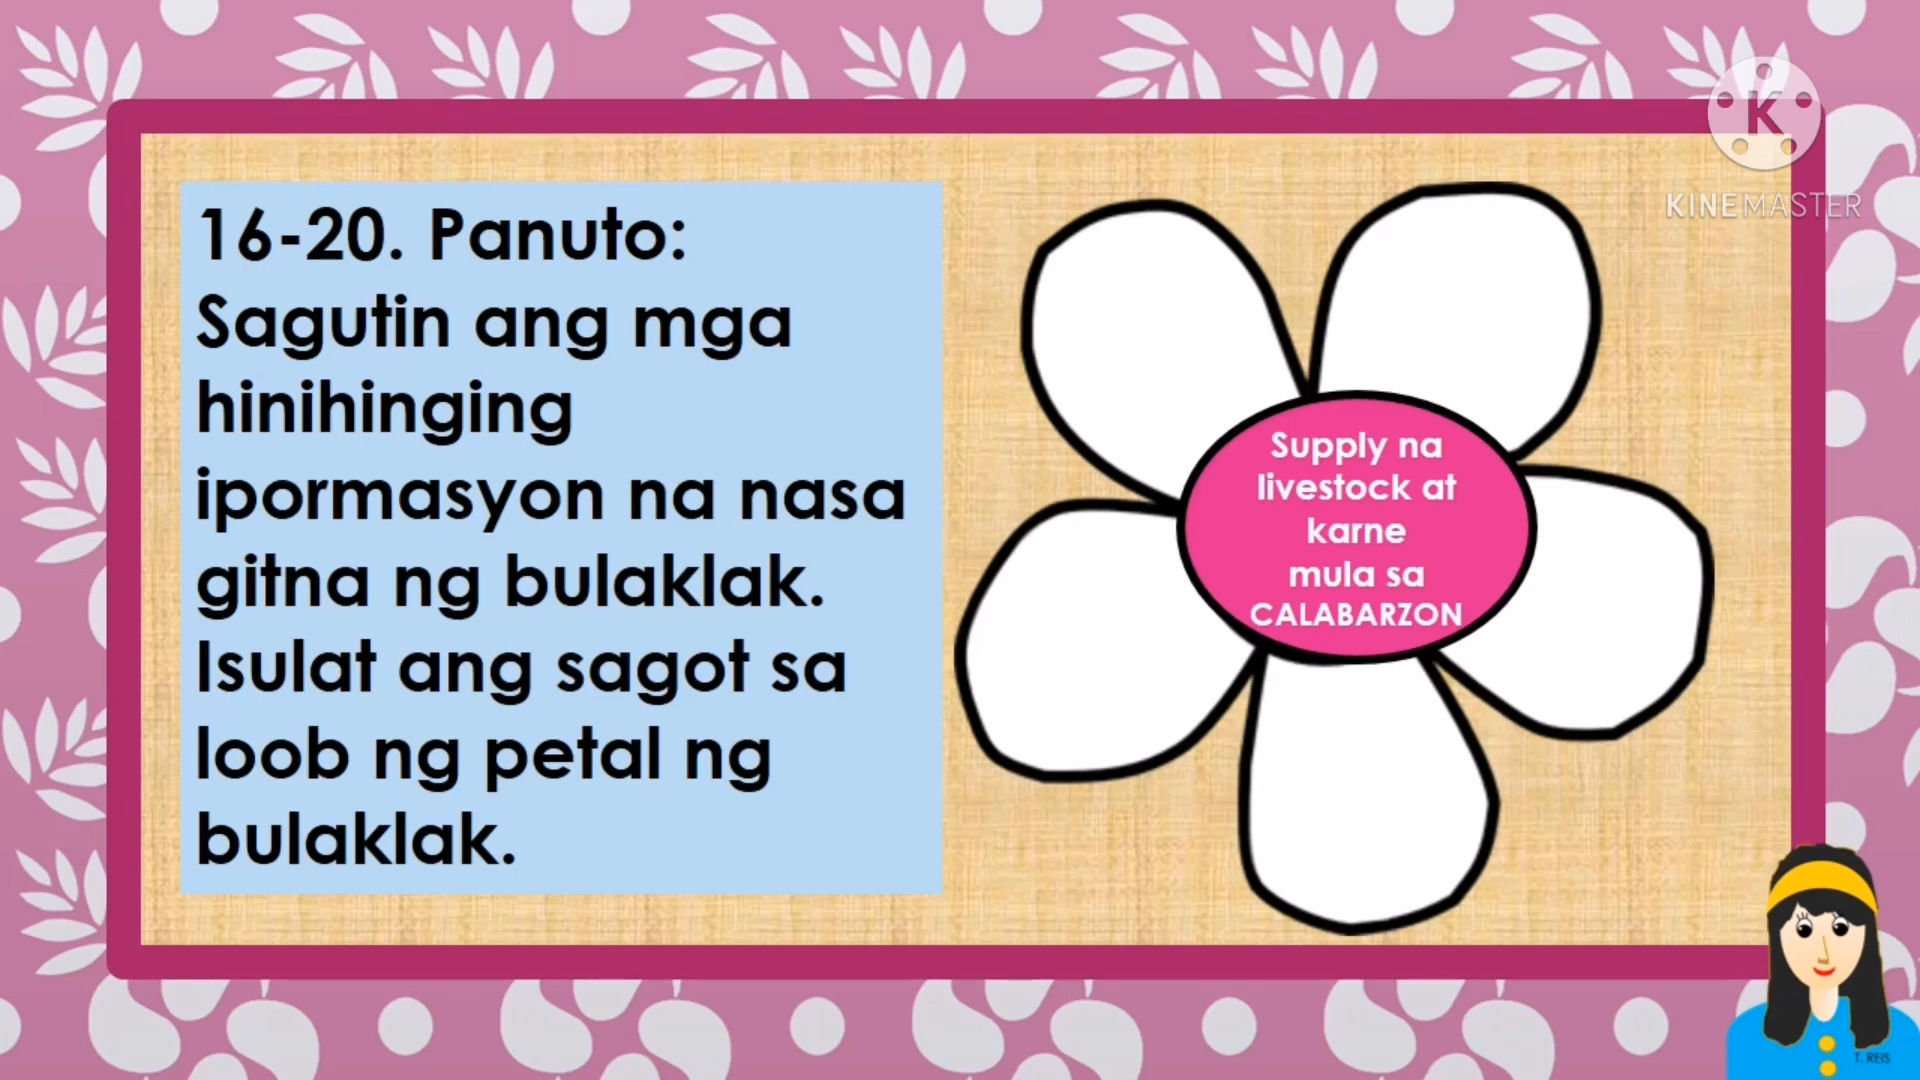 16-20. Panuto:
Sagutin ang mga
hinihinging
ipormasyon na nasa
gitna ng bulaklak.
Isulat ang sagot sa
loob ng petal ng
bulaklak.
Supply na
livestock at
karne
mula sa
CALABARZON
K
KINEMASTER
T. REIS